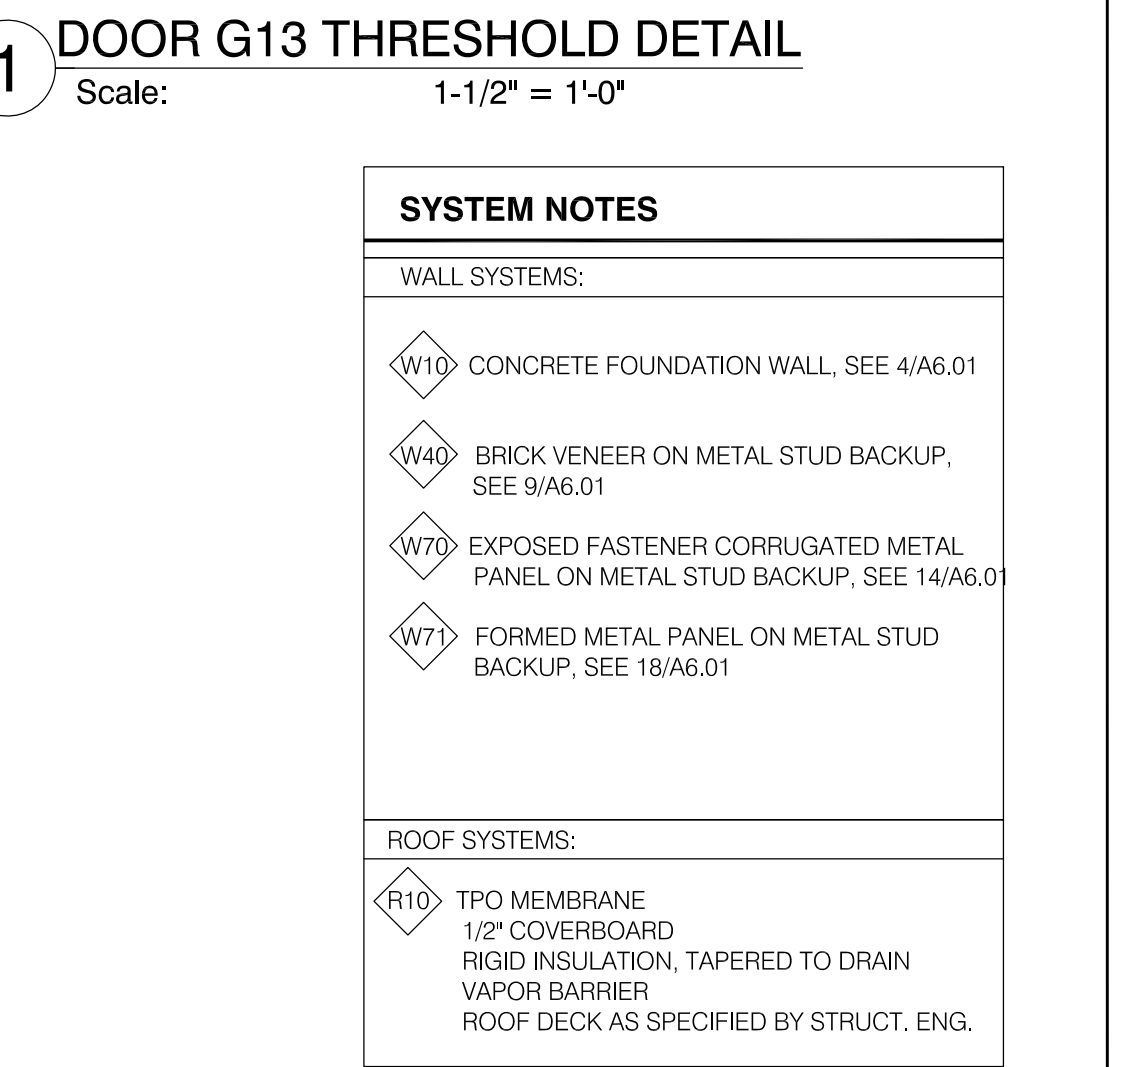 1 DOOR G13 THRESHOLD DETAIL
Scale: 1-1/2" = 1'-0"
SYSTEM NOTES
WALL SYSTEMS:
W10 CONCRETE FOUNDATION WALL, SEE 4/A6.01
W40 BRICK VENEER ON METAL STUD BACKUP,
SEE 9/A6.01
W70 EXPOSED FASTENER CORRUGATED METAL
PANEL ON METAL STUD BACKUP, SEE 14/A6.01
W71 FORMED METAL PANEL ON METAL STUD
BACKUP, SEE 18/A6.01
ROOF SYSTEMS:
R10 TPO MEMBRANE
1/2" COVERBOARD
RIGID INSULATION, TAPERED TO DRAIN
VAPOR BARRIER
ROOF DECK AS SPECIFIED BY STRUCT. ENG.